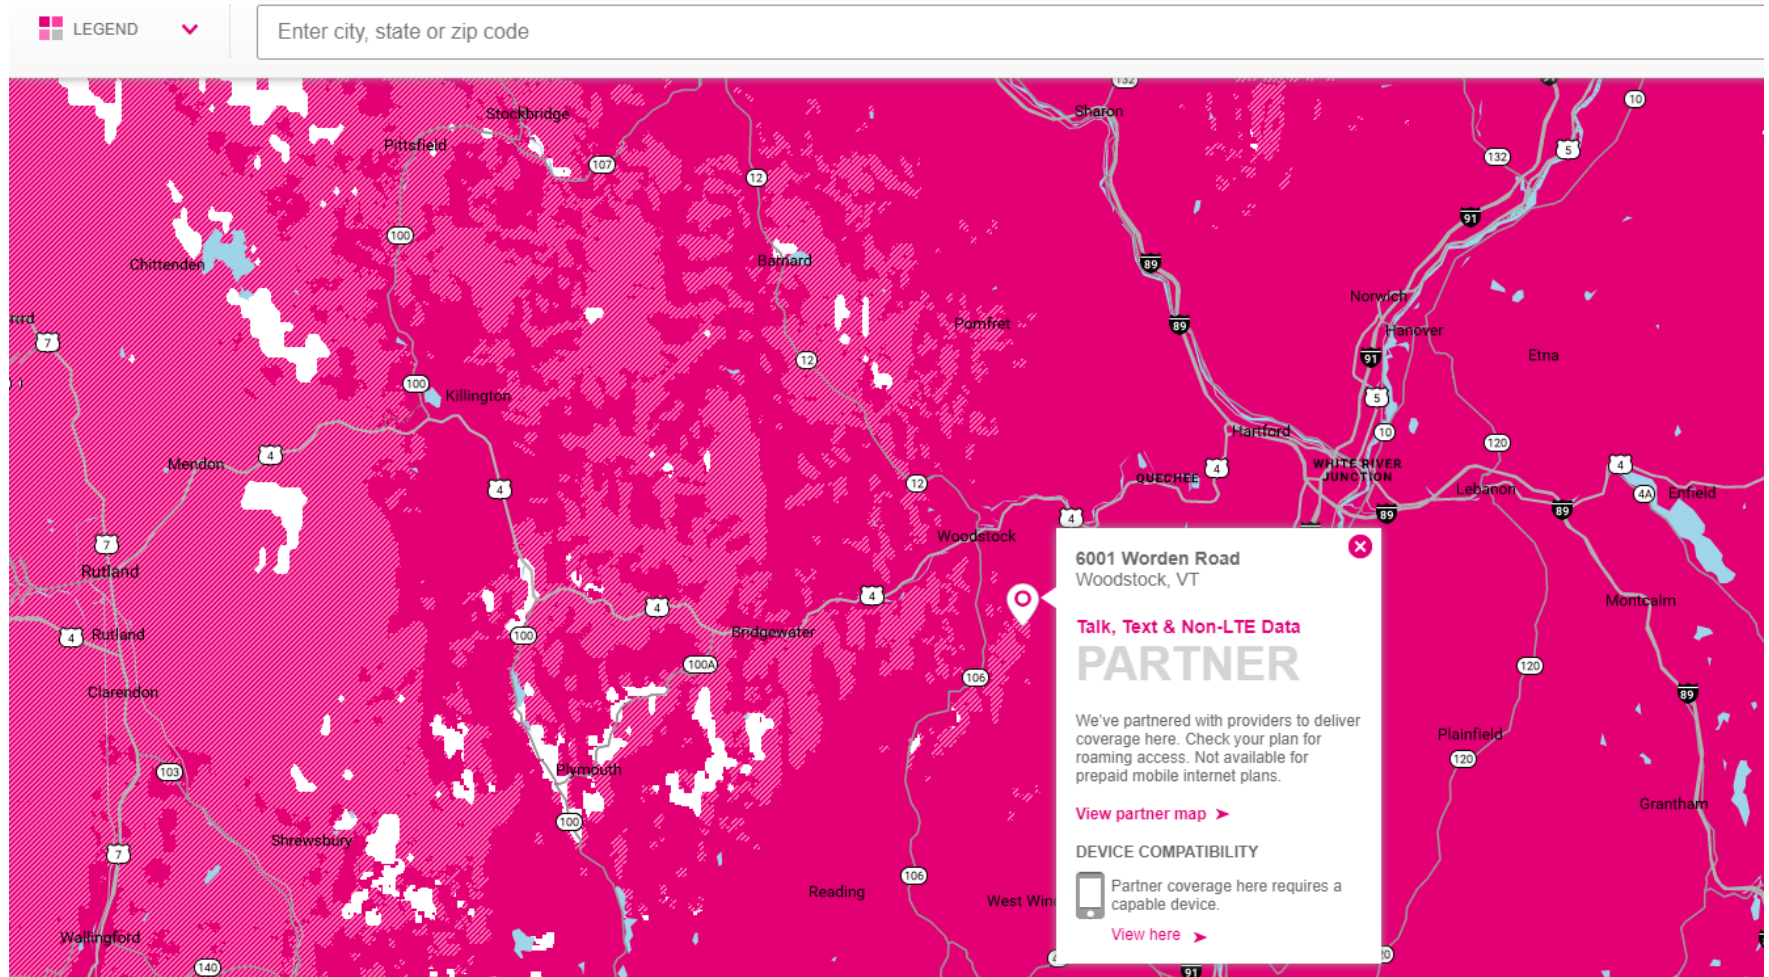 LEGEND
Enter city, state or zip code
132
Sharon
10
Stockbridge
Pittsfield
107
12
132
5
91
100
Chittenden
Barnard
89
Norwich
7
Pomfret
89
Hanover
91
Etna
12
100
Killington
5
Hartford
10
120
4
Mendon
4
QUECHEE
4
WHITE RIVER
JUNCTION
4
4
12
Lebanon
4A
Enfield
89
89
4
Woodstock
7
Rutland
6001 Worden Road
Woodstock, VT
4
4
Montcalm
Talk, Text & Non-LTE Data
PARTNER
4
Rutland
100
Bridgewater
100A
106
120
Clarendon
89
We've partnered with providers to deliver
coverage here. Check your plan for
roaming access. Not available for
prepaid mobile internet plans.
Plainfield
120
103
Plymouth
Grantham
View partner map
100
Shrewsbury
7
DEVICE COMPATIBILITY
106
Reading
Partner coverage here requires a
capable device.
West Win
View here
Wallingford
140
91